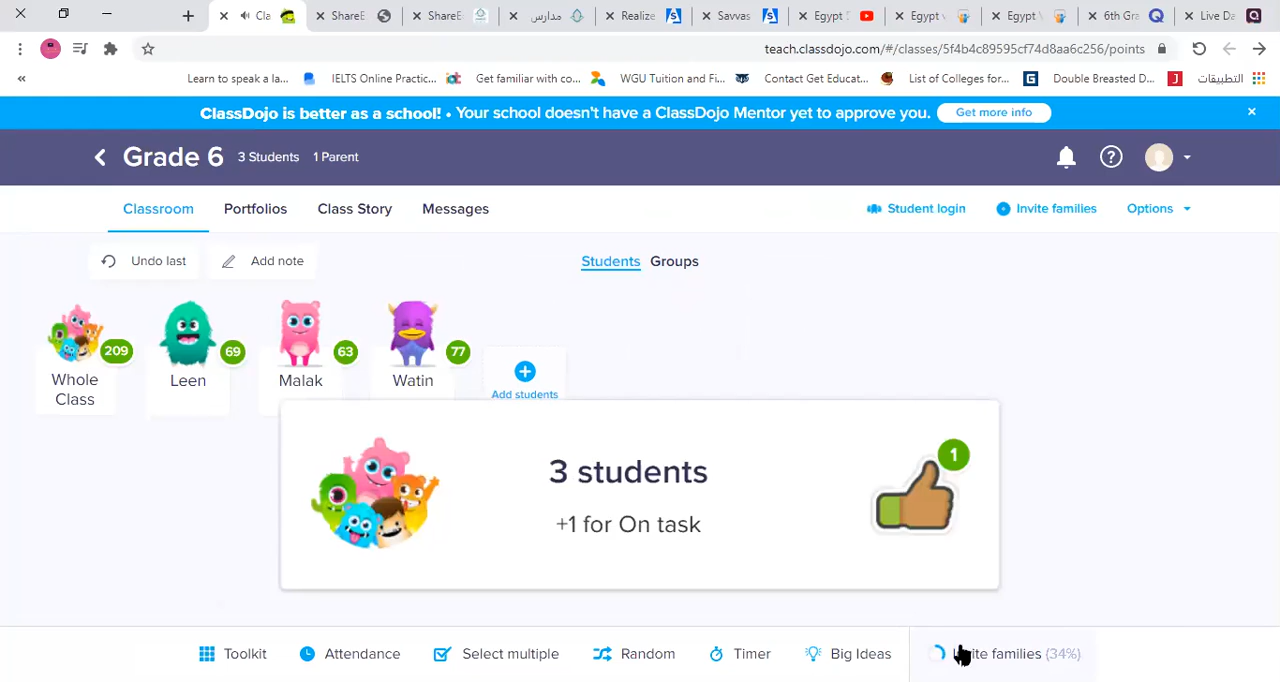 Cla
ShareE
ShareE
مدارس
Realize
Savvas
Egypt
Egypt v
Egypt
6th Gra
Live Da
teach.classdojo.com/#/classes/5f4b4c89595cf74d8aa6c256/points
Learn to speak a la...
IELTS Online Practic...
Get familiar with co...
WGU Tuition and Fi...
Contact Get Educat...
List of Colleges for...
Double Breasted D...
التطبيقات
ClassDojo is better as a school! • Your school doesn't have a ClassDojo Mentor yet to approve you.
Get more info
Grade 6 3 Students 1 Parent
Classroom Portfolios Class Story Messages Student login Invite families Options
Undo last Add note Students Groups
209 69 63 77
Whole Class Leen Malak Watin Add students
3 students
1
+1 for On task
Toolkit Attendance Select multiple Random Timer Big Ideas Invite families (34%)